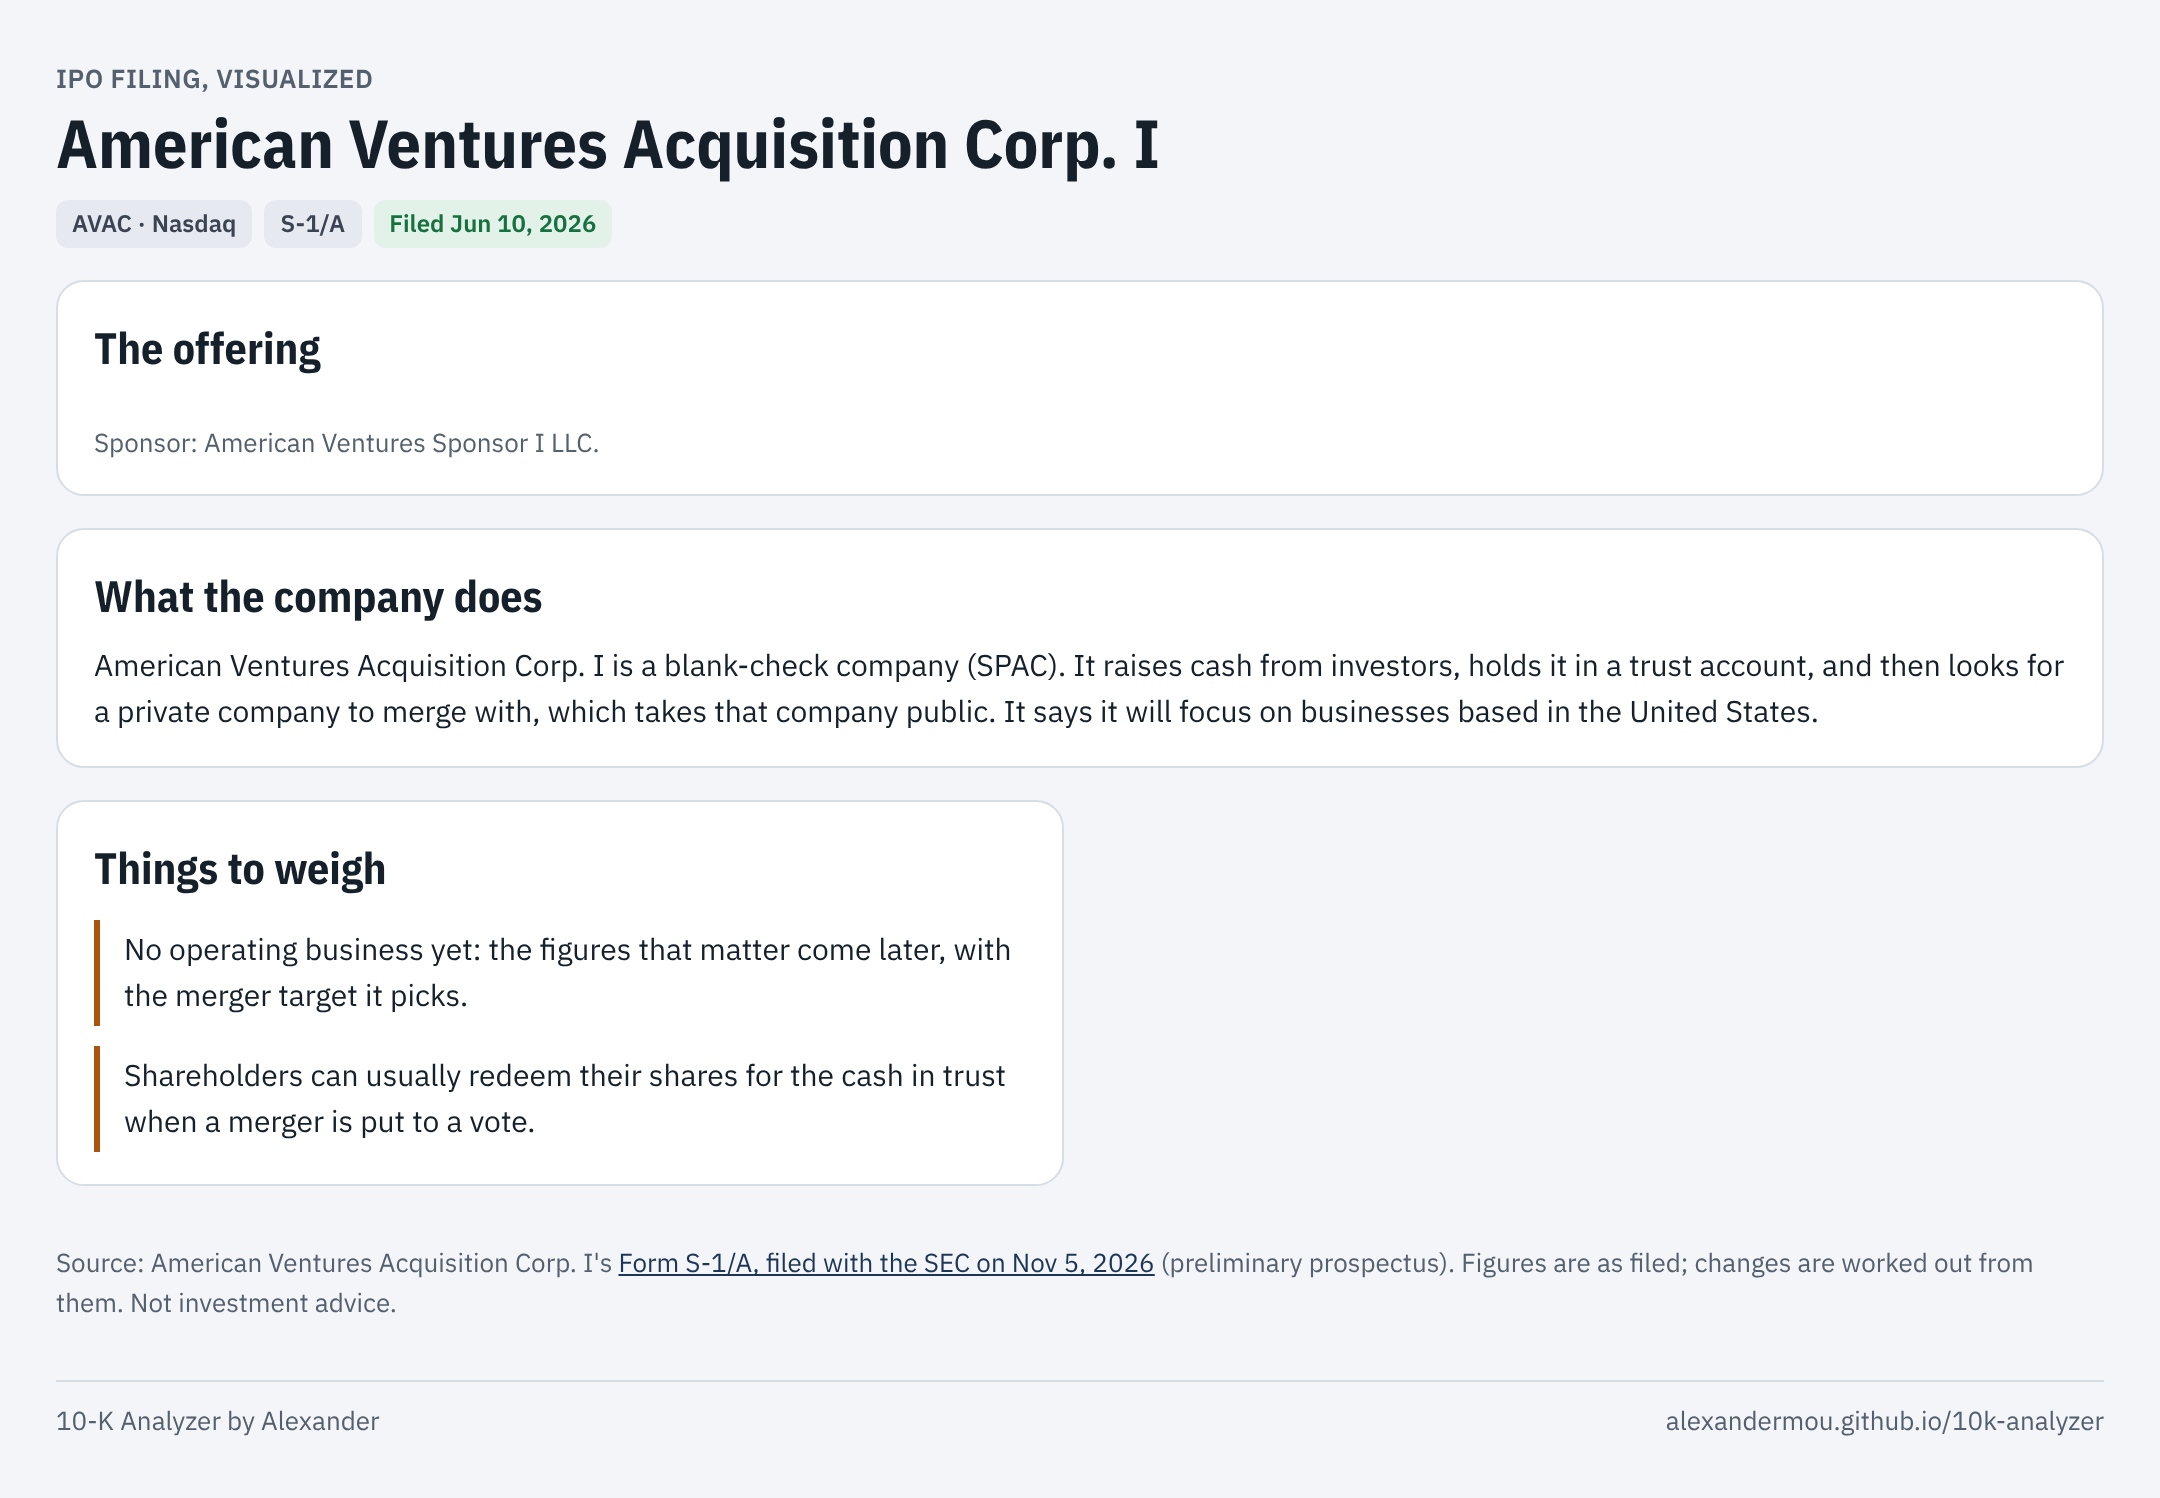 IPO FILING, VISUALIZED
American Ventures Acquisition Corp. I
AVAC · Nasdaq S-1/A Filed Jun 10, 2026
The offering
Sponsor: American Ventures Sponsor I LLC.
What the company does
American Ventures Acquisition Corp. I is a blank-check company (SPAC). It raises cash from investors, holds it in a trust account, and then looks for
a private company to merge with, which takes that company public. It says it will focus on businesses based in the United States.
Things to weigh
No operating business yet: the figures that matter come later, with
the merger target it picks.
Shareholders can usually redeem their shares for the cash in trust
when a merger is put to a vote.
Source: American Ventures Acquisition Corp. I's Form S-1/A, filed with the SEC on Nov 5, 2026 (preliminary prospectus). Figures are as filed; changes are worked out from
them. Not investment advice.
10-K Analyzer by Alexander
alexandermou.github.io/10k-analyzer